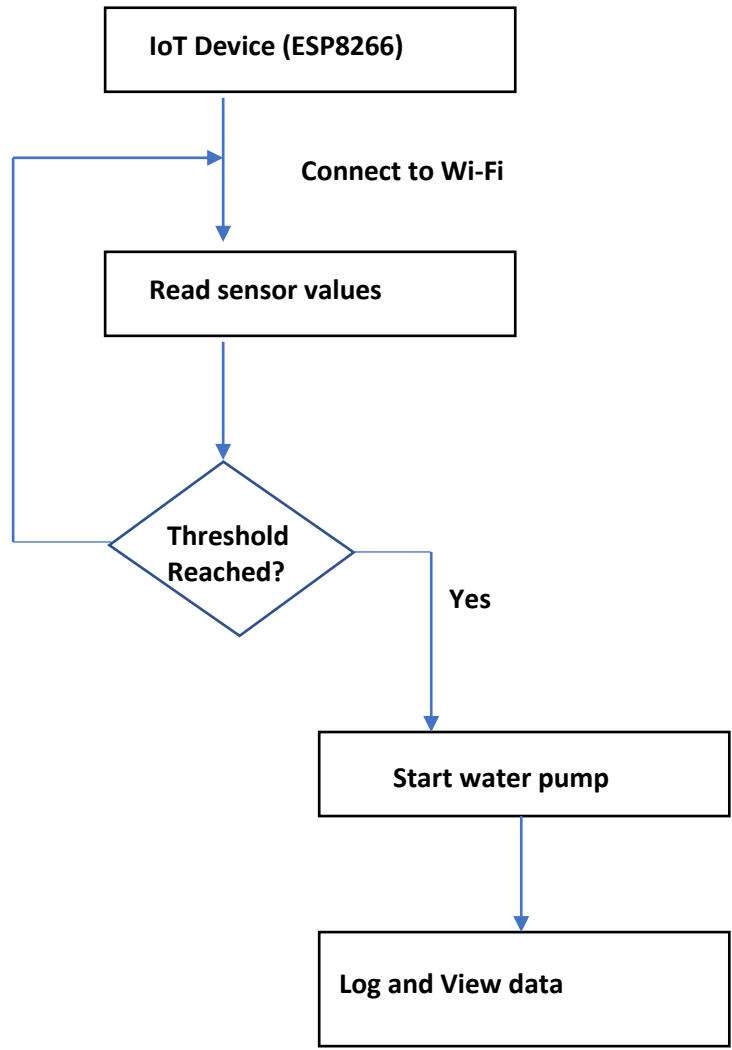 IoT Device (ESP8266)
Connect to Wi-Fi
Read sensor values
Threshold
Reached?
Yes
Start water pump
Log and View data